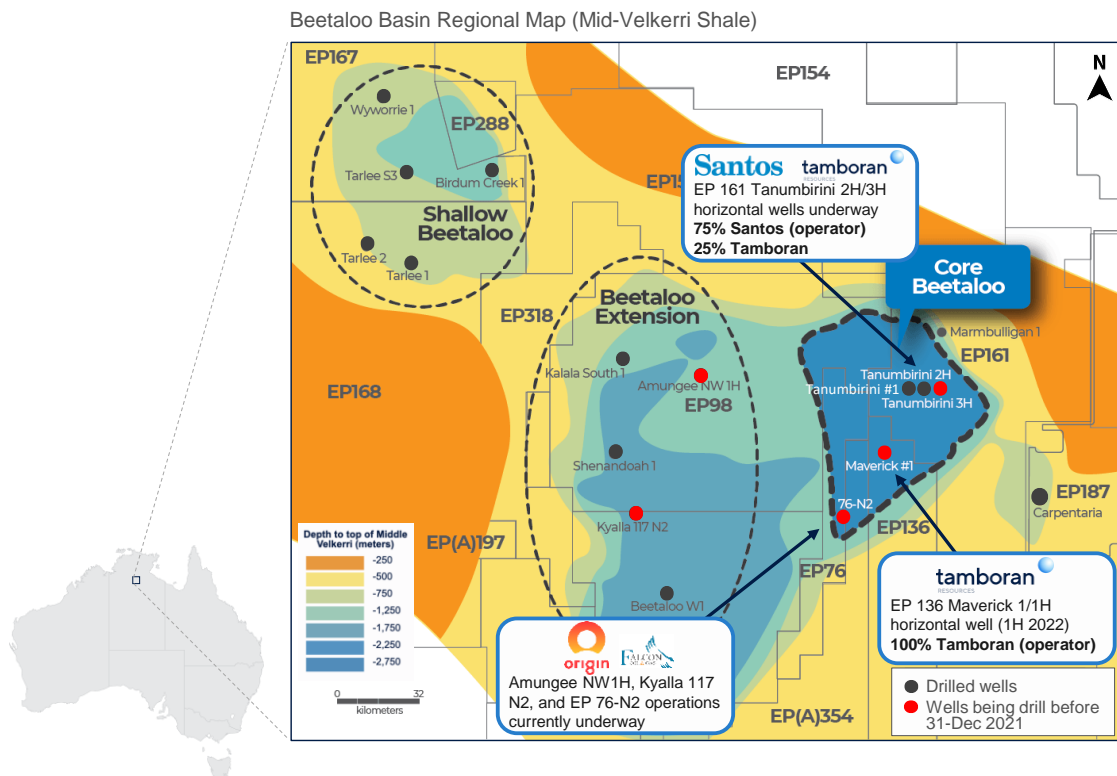 Beetaloo Basin Regional Map (Mid-Velkerri Shale)
EP167
EP154
N
Wyworrie 1
EP288
Tarlee S3
Birdum Creek 1
Shallow
Beetaloo
Tarlee 2
Tarlee 1
EP15
Santos tamboran
RESOURCES
EP 161 Tanumbirini 2H/3H
horizontal wells underway
75% Santos (operator)
25% Tamboran
Core
Beetaloo
EP318
Beetaloo
Extension
Marmbulligan 1
EP161
Kalala South 1
Amungee NW 1H
EP98
Tanumbirini 2H
Tanumbirini #1
Tanumbirini 3H
EP168
Shenandoah 1
Maverick #1
Kyalla 117 N2
76-N2
EP187
Carpentaria
EP136
EP(A)197
EP76
Beetaloo W1
Depth to top of Middle
Velkerri (meters)
-250
-500
-750
-1,250
-1,750
-2,250
-2,750
0 32
kilometers
origin FALCON
Amungee NW1H, Kyalla 117
N2, and EP 76-N2 operations
currently underway
tamboran
RESOURCES
EP 136 Maverick 1/1H
horizontal well (1H 2022)
100% Tamboran (operator)
EP(A)354
Drilled wells
Wells being drill before
31-Dec 2021